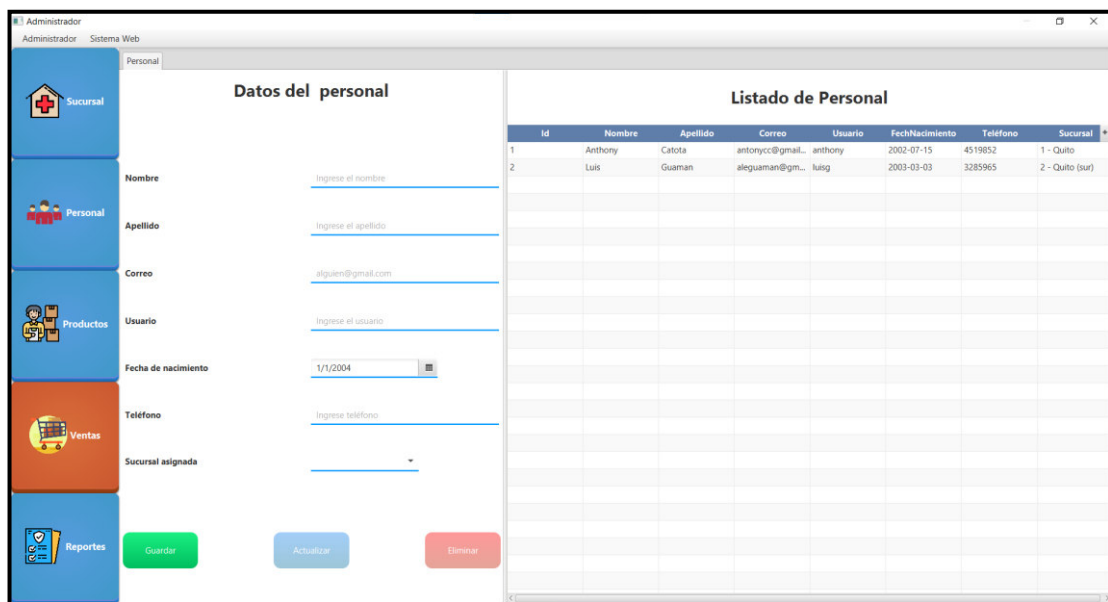 Administrador
Administrador Sistema Web
Sucursal
Personal
Productos
Ventas
Reportes
Personal
Datos del personal
Nombre Ingrese el nombre
Apellido Ingrese el apellido
Correo alguien@gmail.com
Usuario Ingrese el usuario
Fecha de nacimiento 1/1/2004
Teléfono Ingrese teléfono
Sucursal asignada
Guardar Actualizar Eliminar
Listado de Personal
Id Nombre Apellido Correo Usuario FechNacimiento Teléfono Sucursal
1 Anthony Catota antonycc@gmail... anthony 2002-07-15 4519852 1 - Quito
2 Luis Guaman aleguaman@gm... luisg 2003-03-03 3285965 2 - Quito (sur)